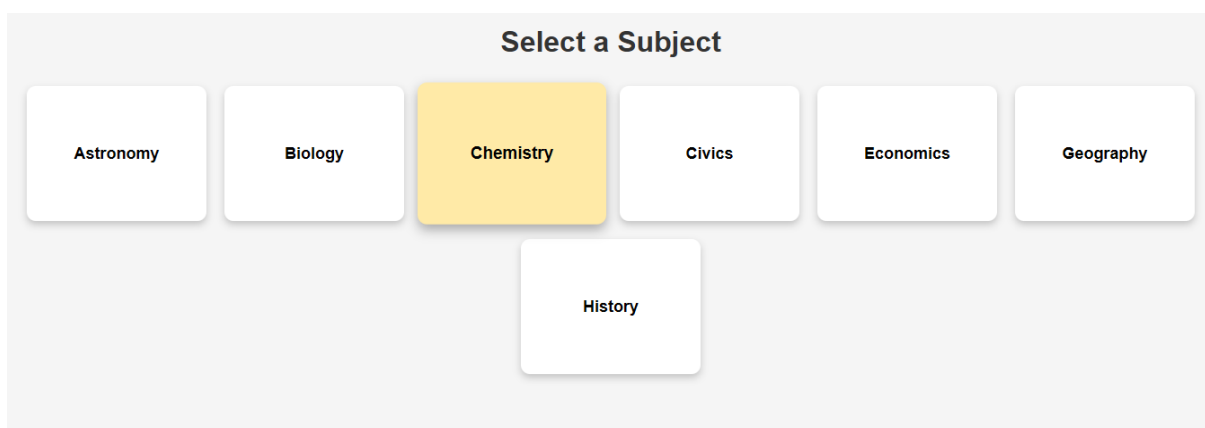 Select a Subject
Astronomy
Biology
Chemistry
Civics
Economics
Geography
History